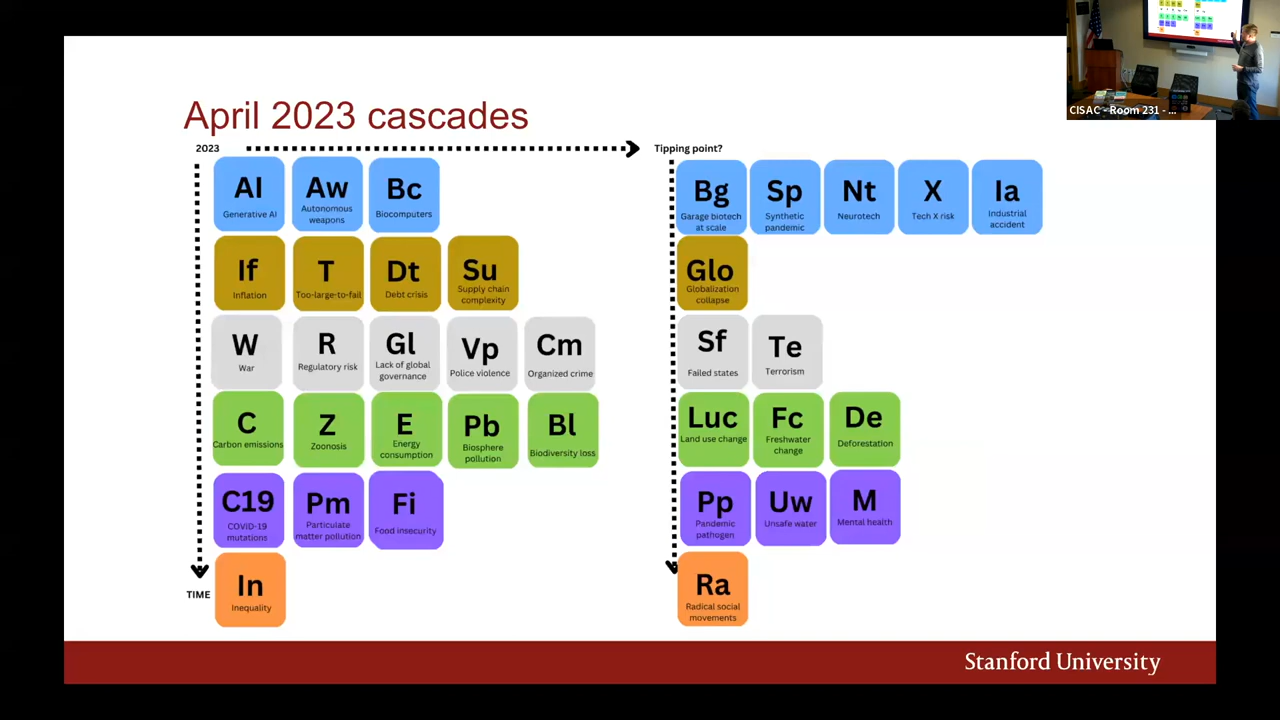 April 2023 cascades
CISAC - Room 231 - ...
2023
Tipping point?
AI
Generative AI
Aw
Autonomous
weapons
Bc
Biocomputers
Bg
Garage biotech
at scale
Sp
Synthetic
pandemic
Nt
Neurotech
X
Tech X risk
Ia
Industrial
accident
If
Inflation
T
Too-large-to-fail
Dt
Debt crisis
Su
Supply chain
complexity
Glo
Globalization
collapse
W
War
R
Regulatory risk
Gl
Lack of global
governance
Vp
Police violence
Cm
Organized crime
Sf
Failed states
Te
Terrorism
C
Carbon emissions
Z
Zoonosis
E
Energy
consumption
Pb
Biosphere
pollution
Bl
Biodiversity loss
Luc
Land use change
Fc
Freshwater
change
De
Deforestation
C19
COVID-19
mutations
Pm
Particulate
matter pollution
Fi
Food insecurity
Pp
Pandemic
pathogen
Uw
Unsafe water
M
Mental health
TIME
In
Inequality
Ra
Radical social
movements
Stanford University